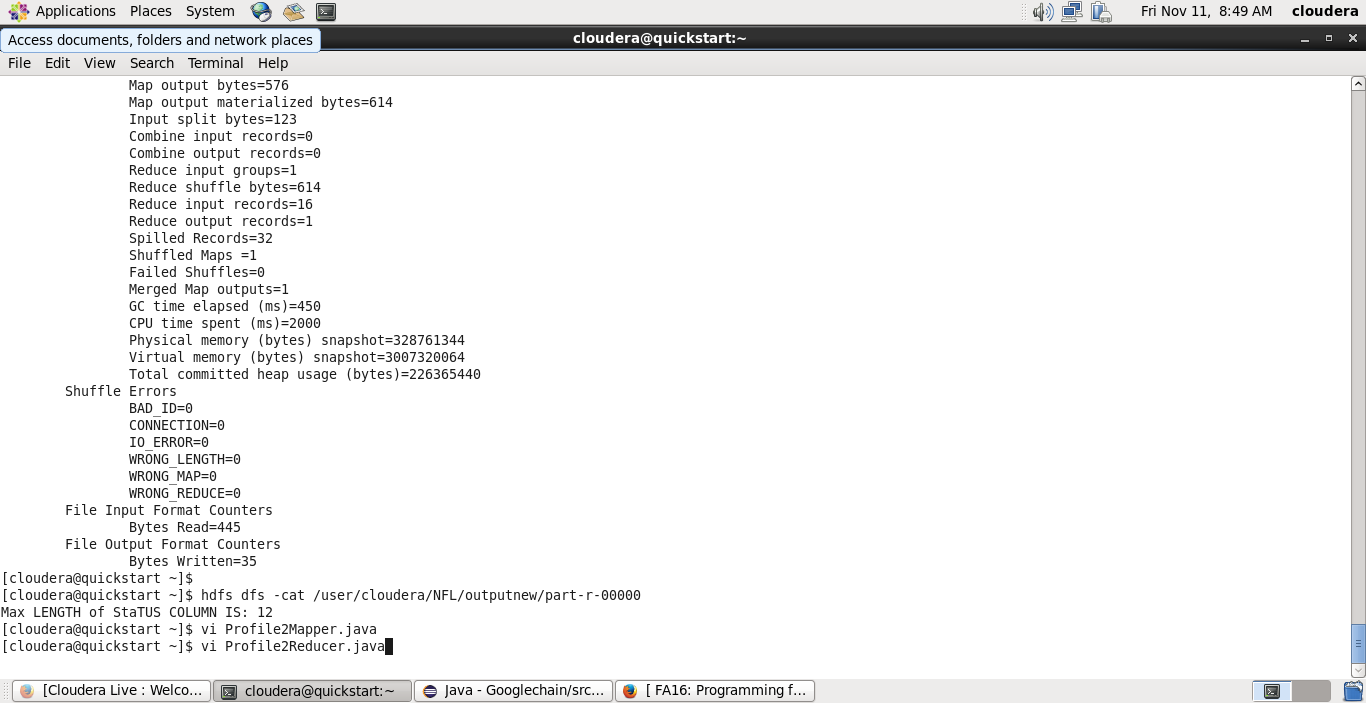 Applications Places System Fri Nov 11, 8:49 AM cloudera
Access documents, folders and network places
cloudera@quickstart:~
File Edit View Search Terminal Help
Map output bytes=576
Map output materialized bytes=614
Input split bytes=123
Combine input records=0
Combine output records=0
Reduce input groups=1
Reduce shuffle bytes=614
Reduce input records=16
Reduce output records=1
Spilled Records=32
Shuffled Maps =1
Failed Shuffles=0
Merged Map outputs=1
GC time elapsed (ms)=450
CPU time spent (ms)=2000
Physical memory (bytes) snapshot=328761344
Virtual memory (bytes) snapshot=3007320064
Total committed heap usage (bytes)=226365440
Shuffle Errors
BAD_ID=0
CONNECTION=0
IO_ERROR=0
WRONG_LENGTH=0
WRONG_MAP=0
WRONG_REDUCE=0
File Input Format Counters
Bytes Read=445
File Output Format Counters
Bytes Written=35
[cloudera@quickstart ~]$
[cloudera@quickstart ~]$ hdfs dfs -cat /user/cloudera/NFL/outputnew/part-r-00000
Max LENGTH of StaTUS COLUMN IS: 12
[cloudera@quickstart ~]$ vi Profile2Mapper.java
[cloudera@quickstart ~]$ vi Profile2Reducer.java
[Cloudera Live : Welco... cloudera@quickstart:~ Java - Googlechain/src... [ FA16: Programming f...